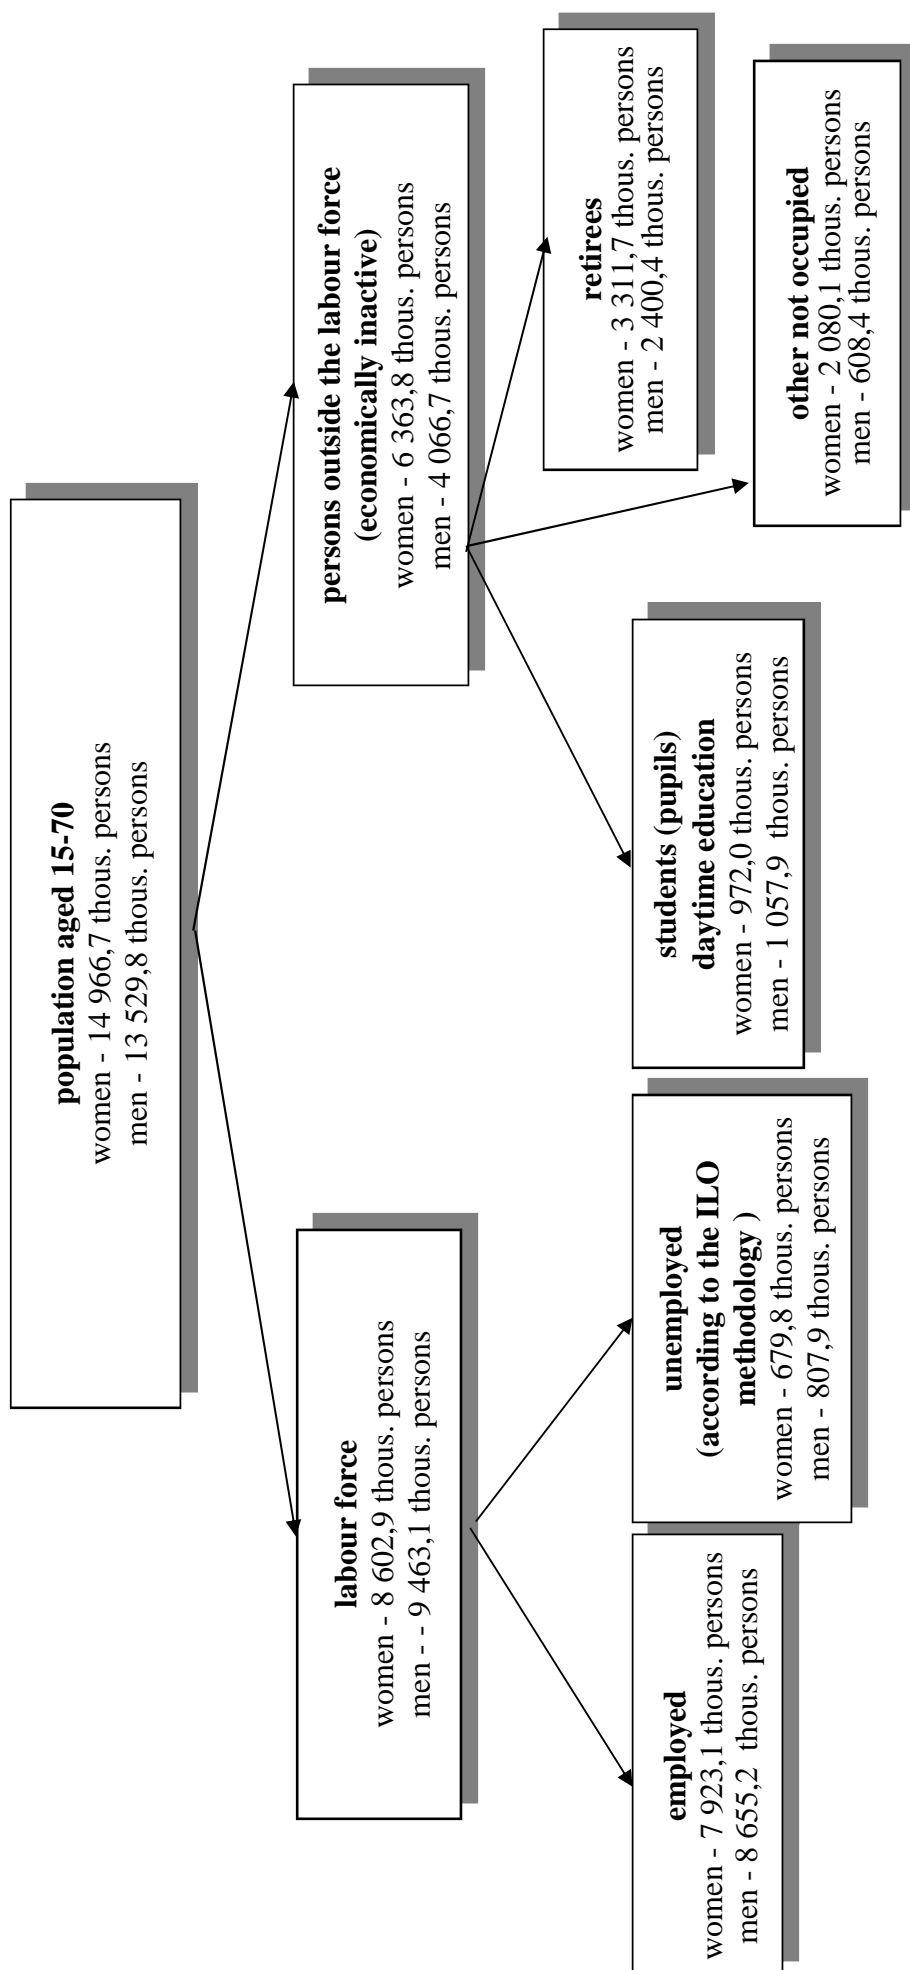 population aged 15-70
women - 14 966,7 thous. persons
men - 13 529,8 thous. persons
labour force
women - 8 602,9 thous. persons
men - - 9 463,1 thous. persons
persons outside the labour force
(economically inactive)
women - 6 363,8 thous. persons
men - 4 066,7 thous. persons
employed
women - 7 923,1 thous. persons
men - 8 655,2 thous. persons
unemployed
(according to the ILO
methodology )
women - 679,8 thous. persons
men - 807,9 thous. persons
students (pupils)
daytime education
women - 972,0 thous. persons
men - 1 057,9 thous. persons
retirees
women - 3 311,7 thous. persons
men - 2 400,4 thous. persons
other not occupied
women - 2 080,1 thous. persons
men - 608,4 thous. persons